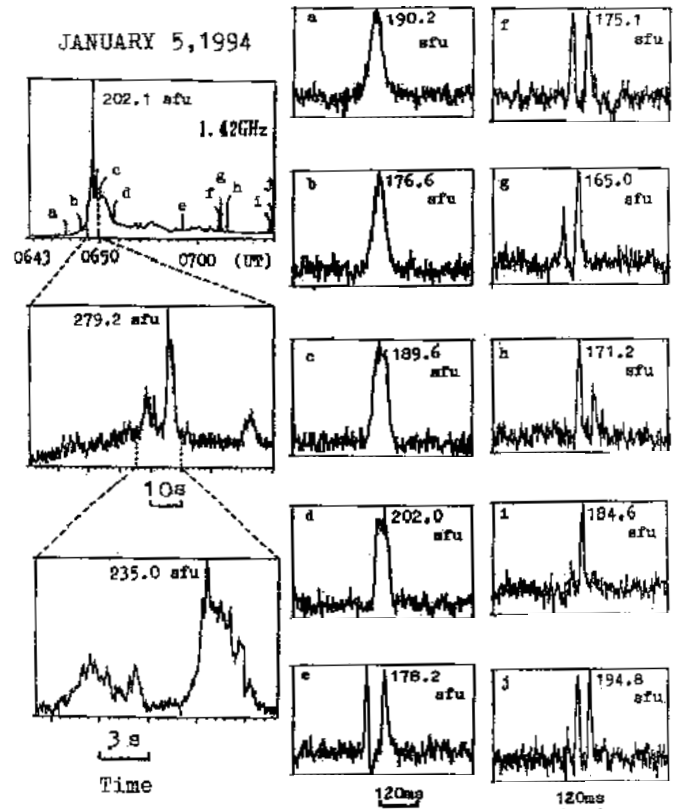 JANUARY 5,1994
202.1 sfu
1.42GHz
a b c d e f g h i j
0643 0650 0700 (UT)
279.2 sfu
10s
235.0 sfu
3s
Time
a 190.2 sfu
b 176.6 sfu
c 189.6 sfu
d 202.0 sfu
e 178.2 sfu
120ms
f 175.1 sfu
g 165.0 sfu
h 171.2 sfu
i 184.6 sfu
j 194.8 sfu
120ms